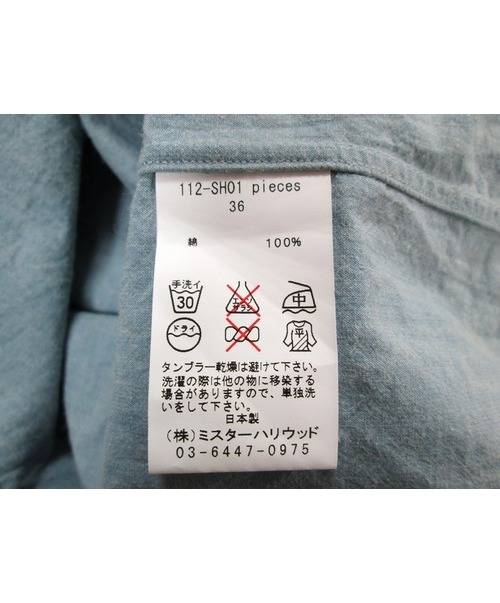 112-SH01 pieces
36
綿 100%
手洗イ
30
エンソ
サラシ
中
ドライ
平
タンブラー乾燥は避けて下さい。
洗濯の際は他の物に移染する
場合がありますので、単独洗
いをして下さい。
日本製
(株)ミスターハリウッド
03-6447-0975